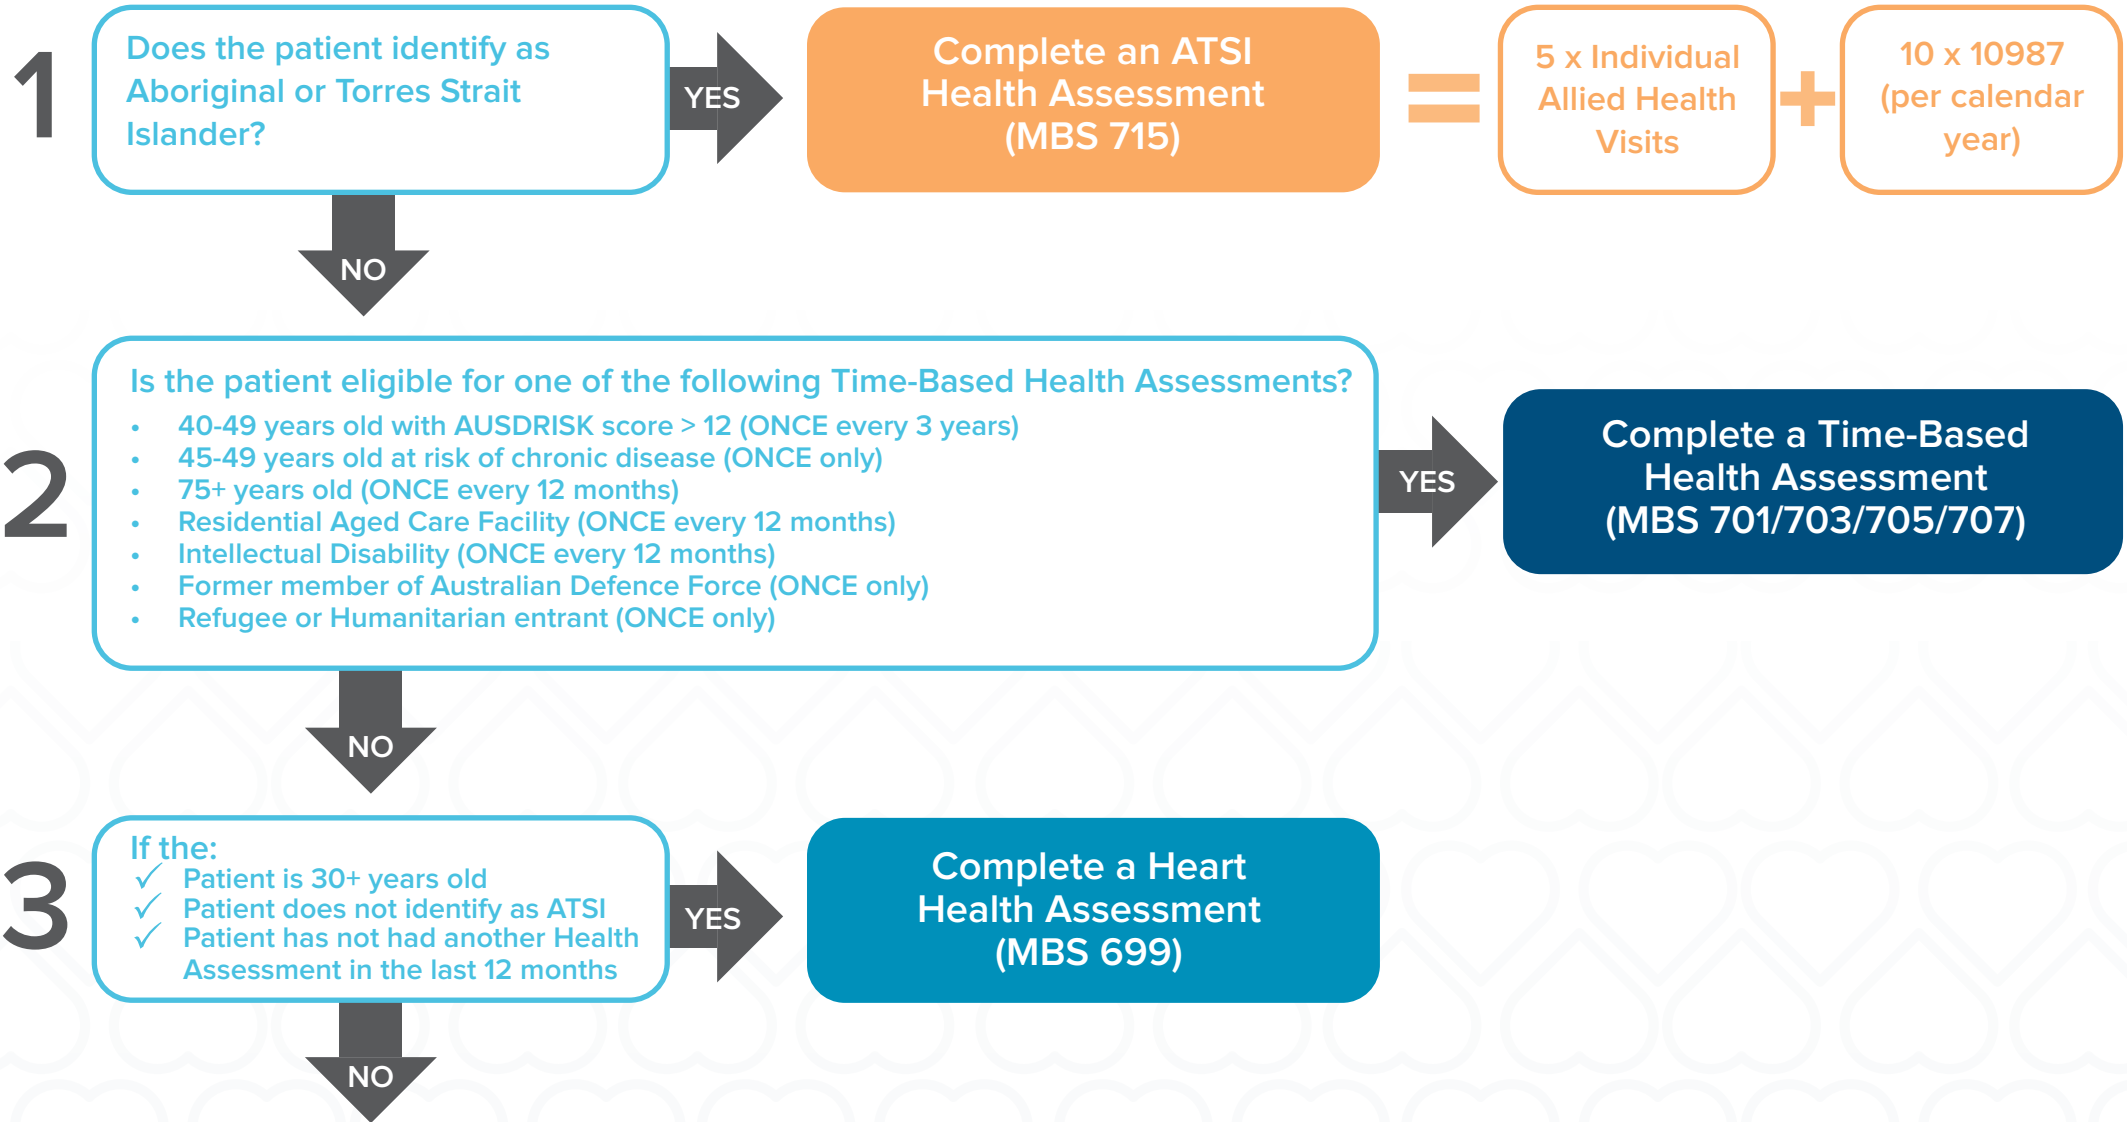 1
Does the patient identify as
Aboriginal or Torres Strait
Islander?
YES
Complete an ATSI
Health Assessment
(MBS 715)
=
5 x Individual
Allied Health
Visits
+
10 x 10987
(per calendar
year)
NO
2
Is the patient eligible for one of the following Time-Based Health Assessments?
• 40-49 years old with AUSDRISK score > 12 (ONCE every 3 years)
• 45-49 years old at risk of chronic disease (ONCE only)
• 75+ years old (ONCE every 12 months)
• Residential Aged Care Facility (ONCE every 12 months)
• Intellectual Disability (ONCE every 12 months)
• Former member of Australian Defence Force (ONCE only)
• Refugee or Humanitarian entrant (ONCE only)
YES
Complete a Time-Based
Health Assessment
(MBS 701/703/705/707)
NO
3
If the:
✓ Patient is 30+ years old
✓ Patient does not identify as ATSI
✓ Patient has not had another Health
Assessment in the last 12 months
YES
Complete a Heart
Health Assessment
(MBS 699)
NO